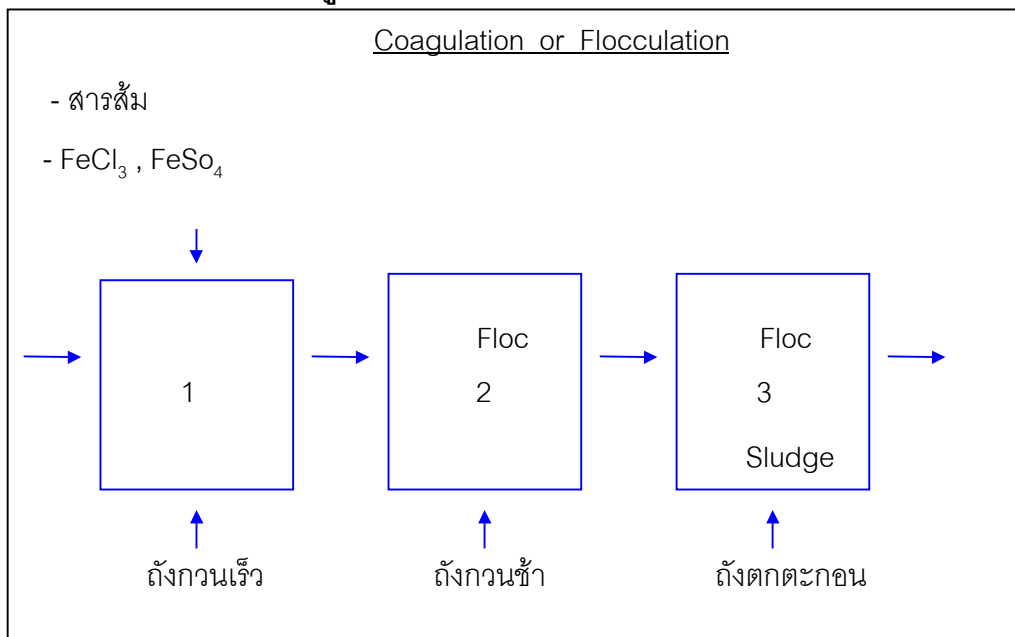 Coagulation or Flocculation
- สารส้ม
- FeCl₃ , FeSo₄
Floc Floc
1 2 3
Sludge
ถังกวนเร็ว ถังกวนช้า ถังตกตะกอน